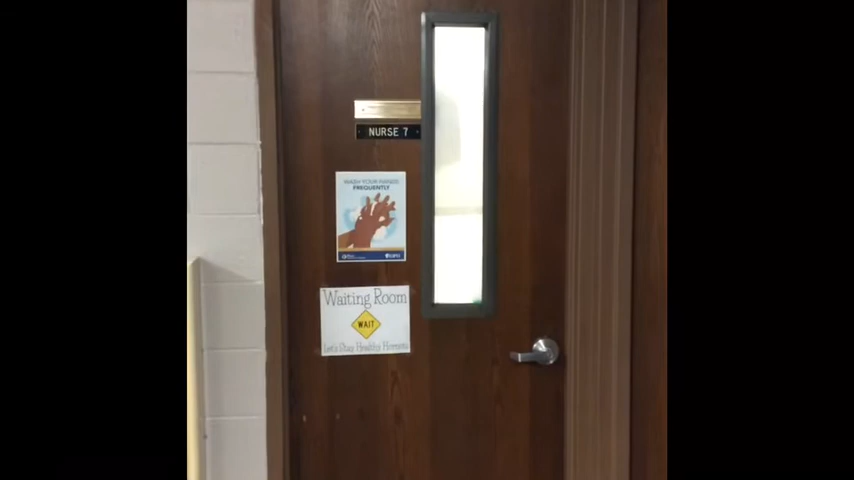 NURSE 7
WASH YOUR HANDS
FREQUENTLY
Waiting Room
WAIT
Let's Stay Healthy Hornets